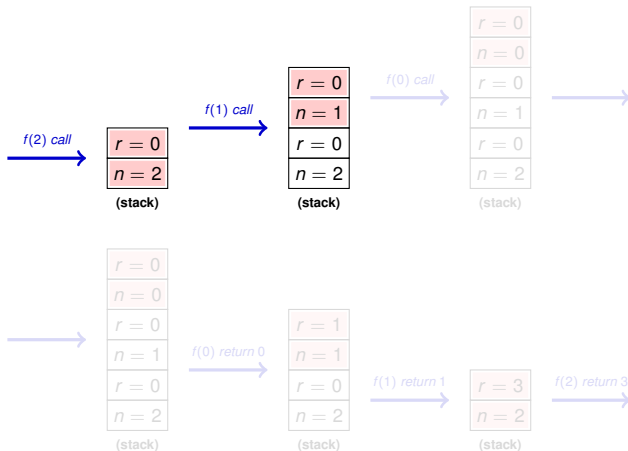 f(2) call
r = 0
n = 2
(stack)
f(1) call
r = 0
n = 1
r = 0
n = 2
(stack)
f(0) call
r = 0
n = 0
r = 0
n = 1
r = 0
n = 2
(stack)
r = 0
n = 0
r = 0
n = 1
r = 0
n = 2
(stack)
f(0) return 0
r = 1
n = 1
r = 0
n = 2
(stack)
f(1) return 1
r = 3
n = 2
(stack)
f(2) return 3